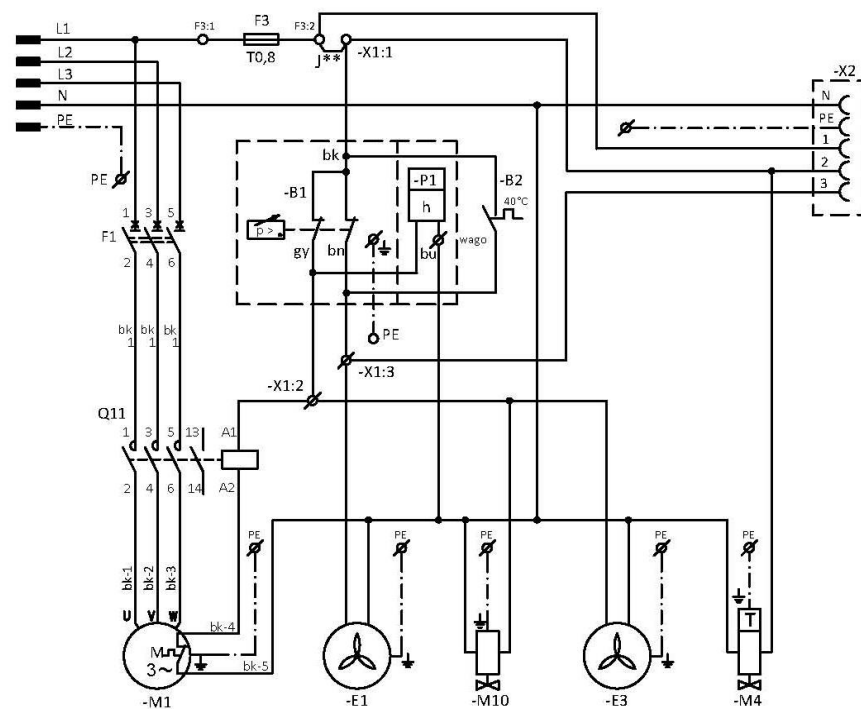 L1
L2
L3
N
PE
F3:1
F3
F3:2
T0,8
J**
-X1:1
-X2
N
PE
1
2
3
PE
bk
-B1
-P1
h
-B2
40°C
wago
p >
gy
bn
bu
PE
1 3 5
F1
2 4 6
bk 1
bk 1
bk 1
-X1:2
-X1:3
Q11
1 3 5 13
A1
2 4 6 14
A2
bk-1
bk-2
bk-3
U V W
bk-4
bk-5
M
3~
-M1
PE
PE
PE
PE
PE
T
-E1
-M10
-E3
-M4